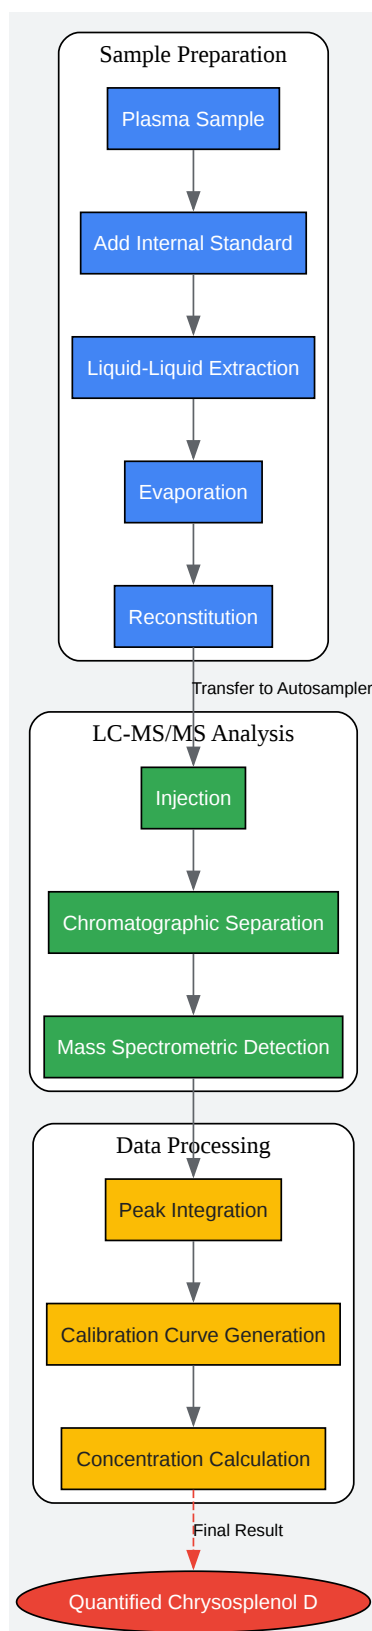 Sample Preparation
Plasma Sample
Add Internal Standard
Liquid-Liquid Extraction
Evaporation
Reconstitution
Transfer to Autosampler
LC-MS/MS Analysis
Injection
Chromatographic Separation
Mass Spectrometric Detection
Data Processing
Peak Integration
Calibration Curve Generation
Concentration Calculation
Final Result
Quantified Chrysosplenol D